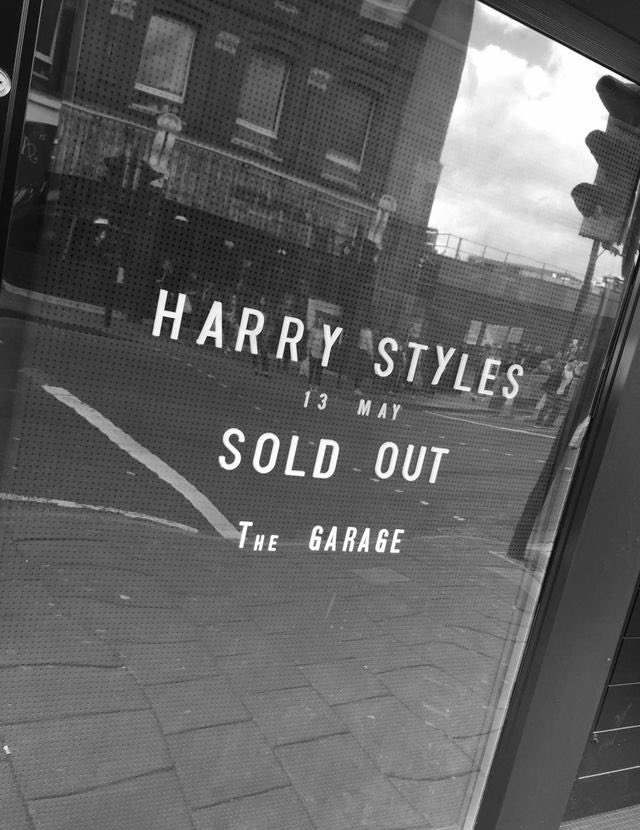 HARRY STYLES
13 MAY
SOLD OUT
THE GARAGE